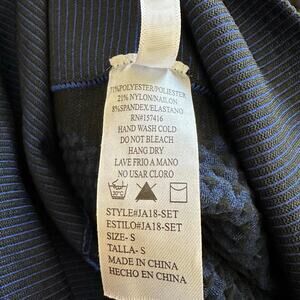 71%POLYESTER/POLIESTER
21% NYLON/NAILON
8%SPANDEX/ELASTANO
RN#157416
HAND WASH COLD
DO NOT BLEACH
HANG DRY
LAVE FRIO A MANO
NO USAR CLORO
30°C
STYLE#JA18-SET
ESTILO#JA18-SET
SIZE- S
TALLA- S
MADE IN CHINA
HECHO EN CHINA